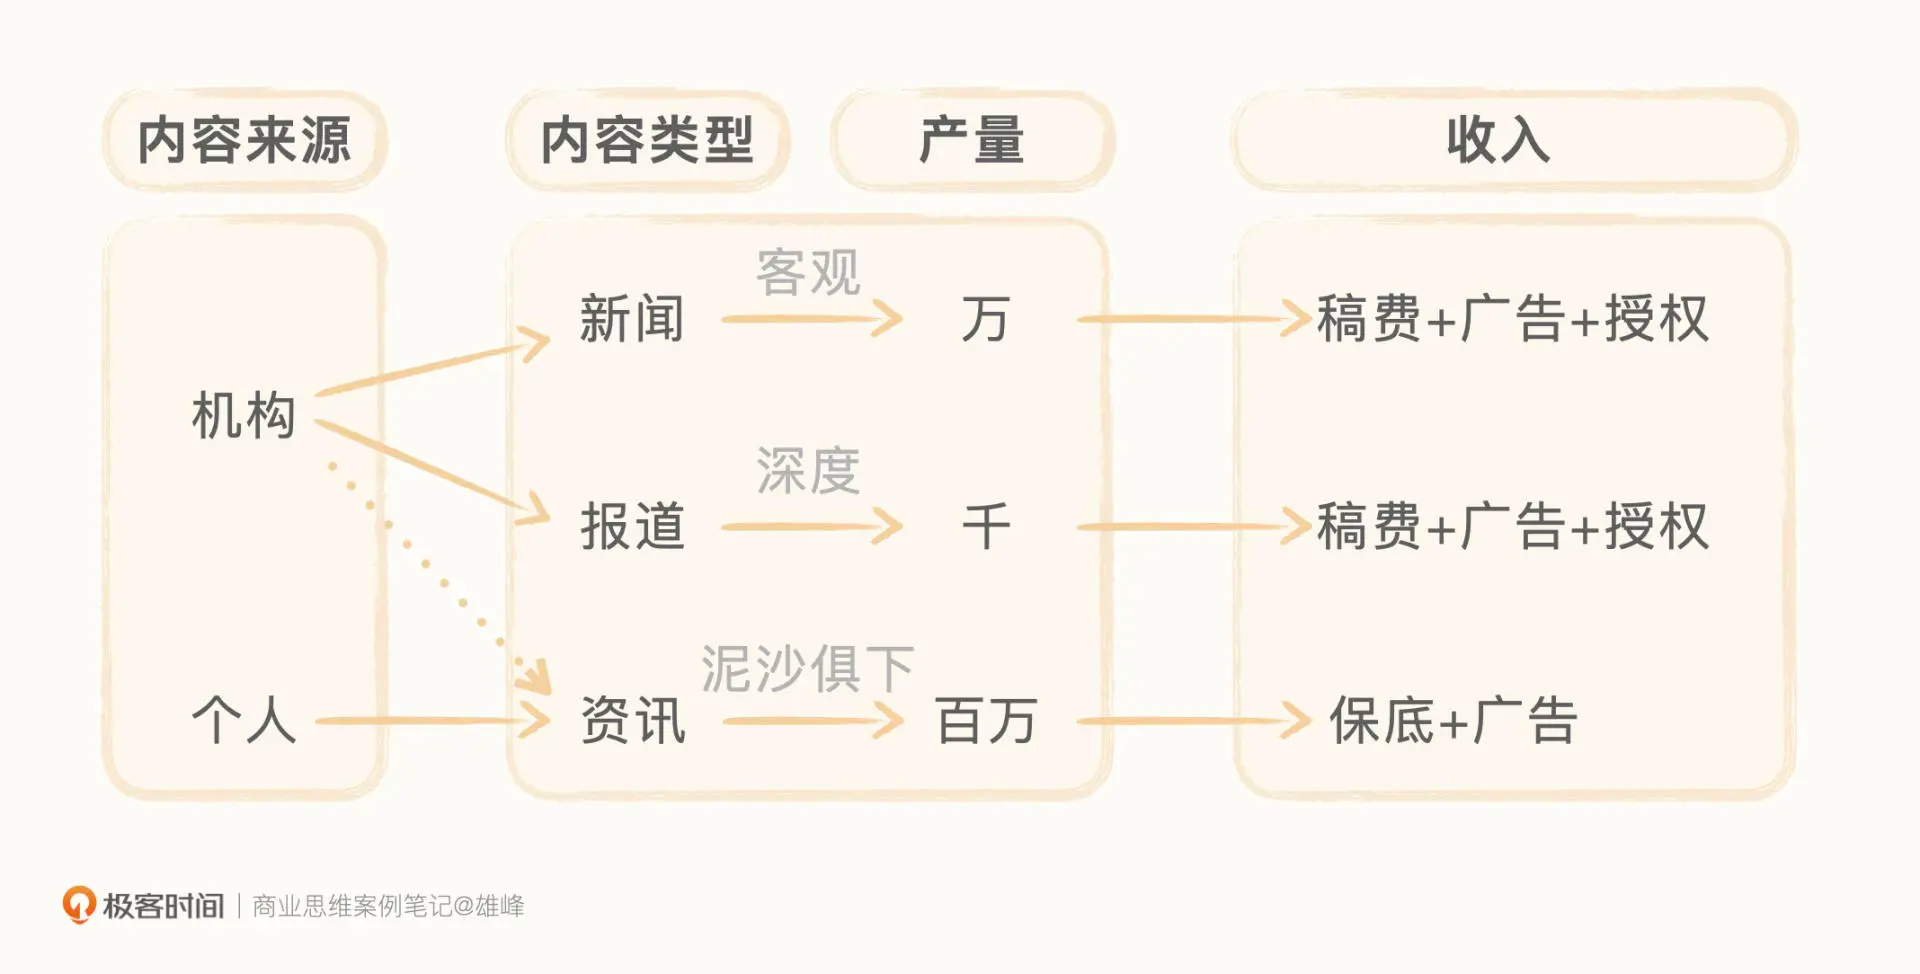 内容来源
内容类型
产量
收入
机构
个人
新闻
客观
万
稿费+广告+授权
报道
深度
千
稿费+广告+授权
资讯
泥沙俱下
百万
保底+广告
极客时间
商业思维案例笔记@雄峰